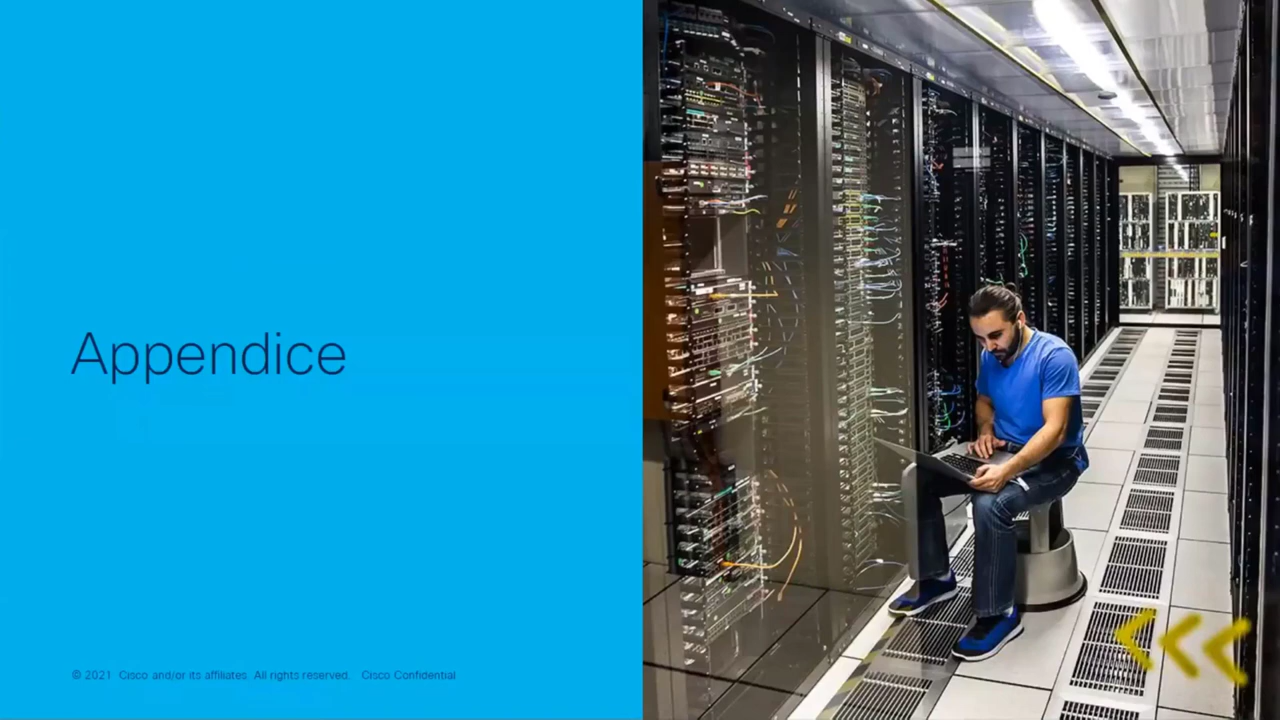 Appendice
© 2021 Cisco and/or its affiliates. All rights reserved. Cisco Confidential